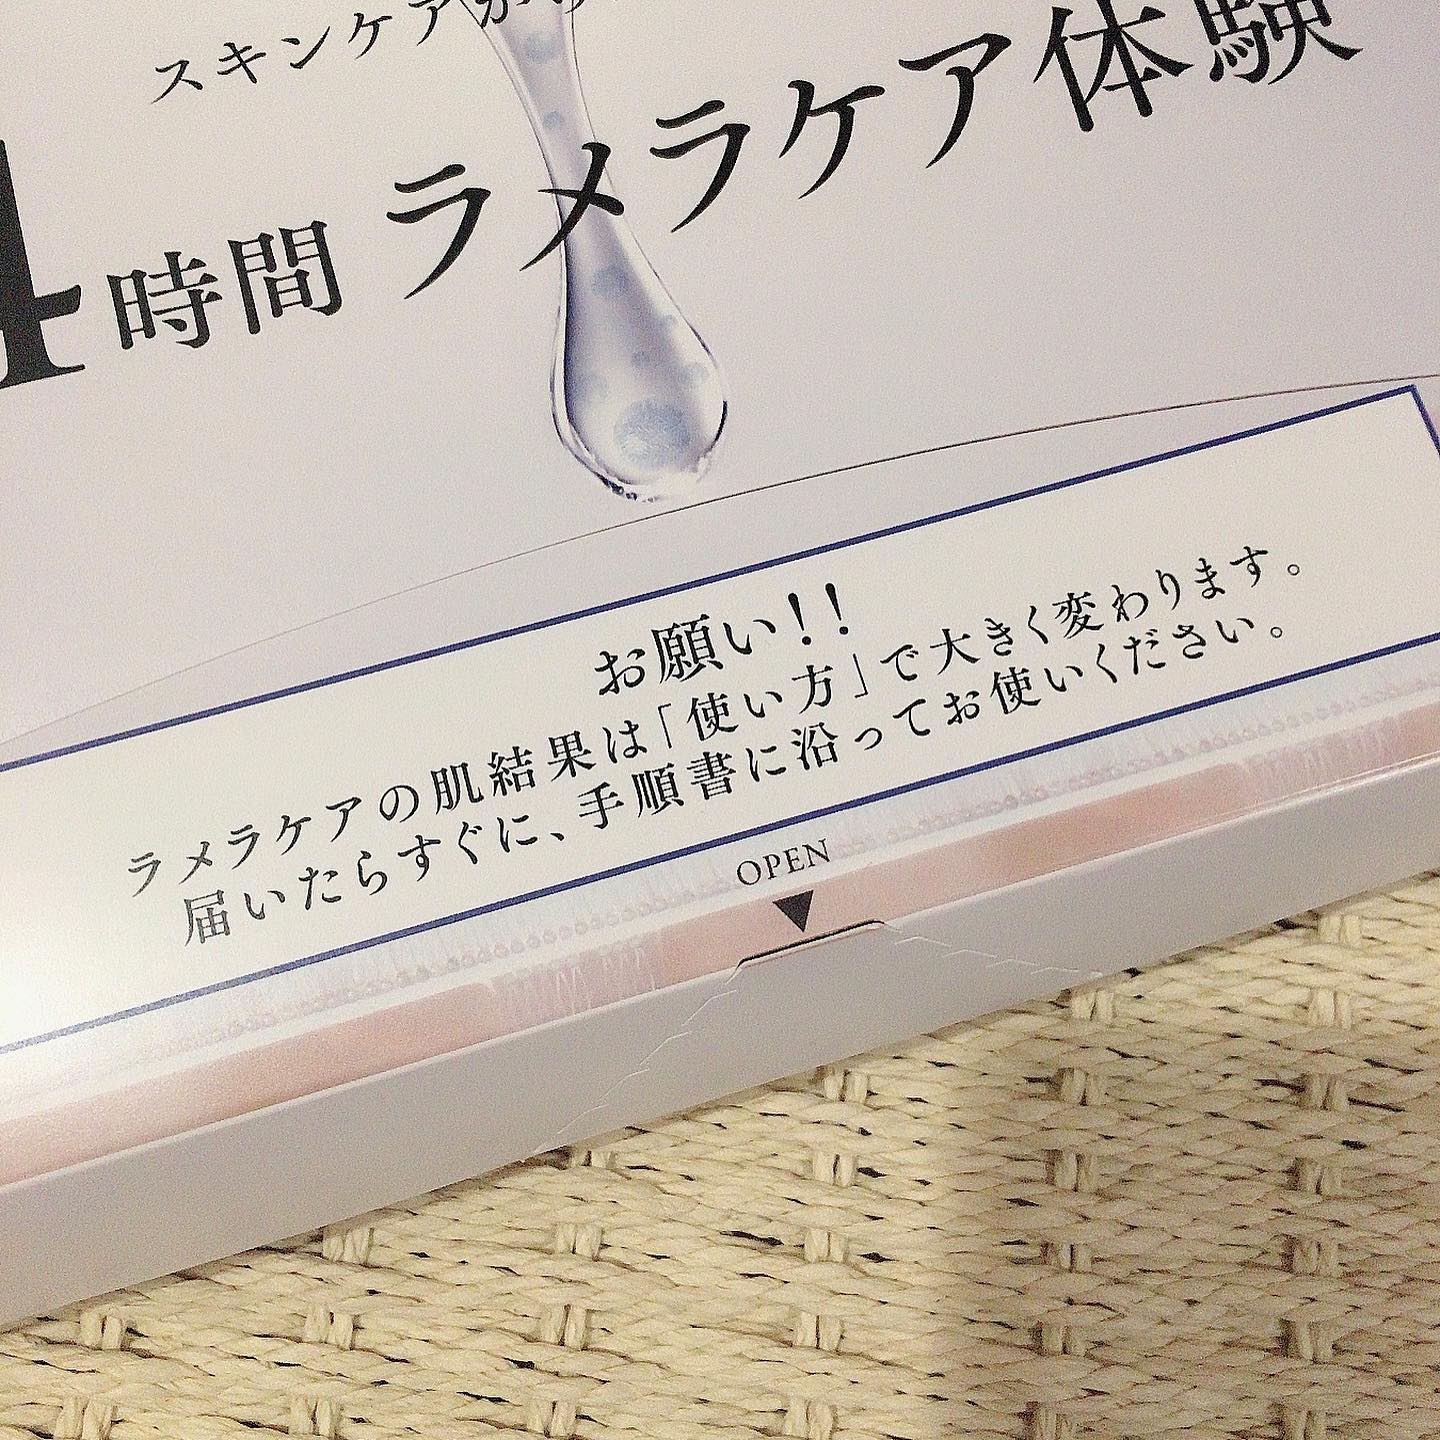 スキンケアから
4時間 ラメラケア体験
お願い!!
ラメラケアの肌結果は「使い方」で大きく変わります。
届いたらすぐに、手順書に沿ってお使いください。
OPEN